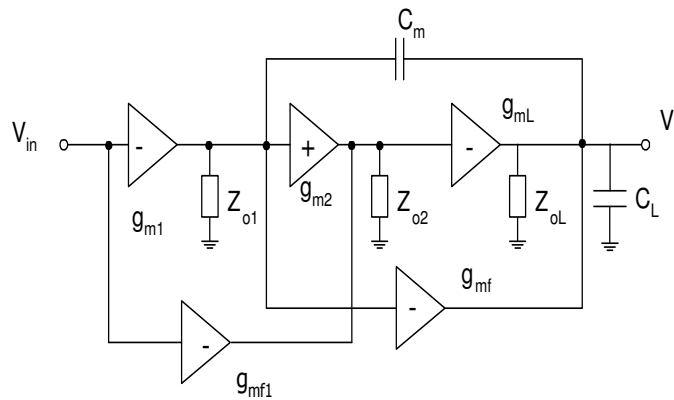 C_m
g_mL
V_in
V
g_m1
Z_o1
g_m2
Z_o2
Z_oL
C_L
g_mf
g_mf1
- + - - -